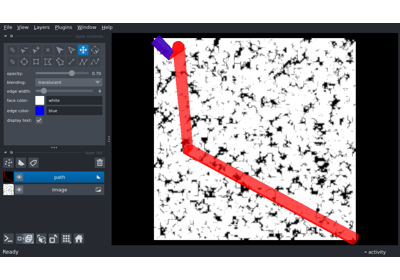 File View Layers Plugins Window Help
opacity: 0.70
blending: translucent
edge width:
face color: white
edge color: blue
display text:
path
image
Ready
activity